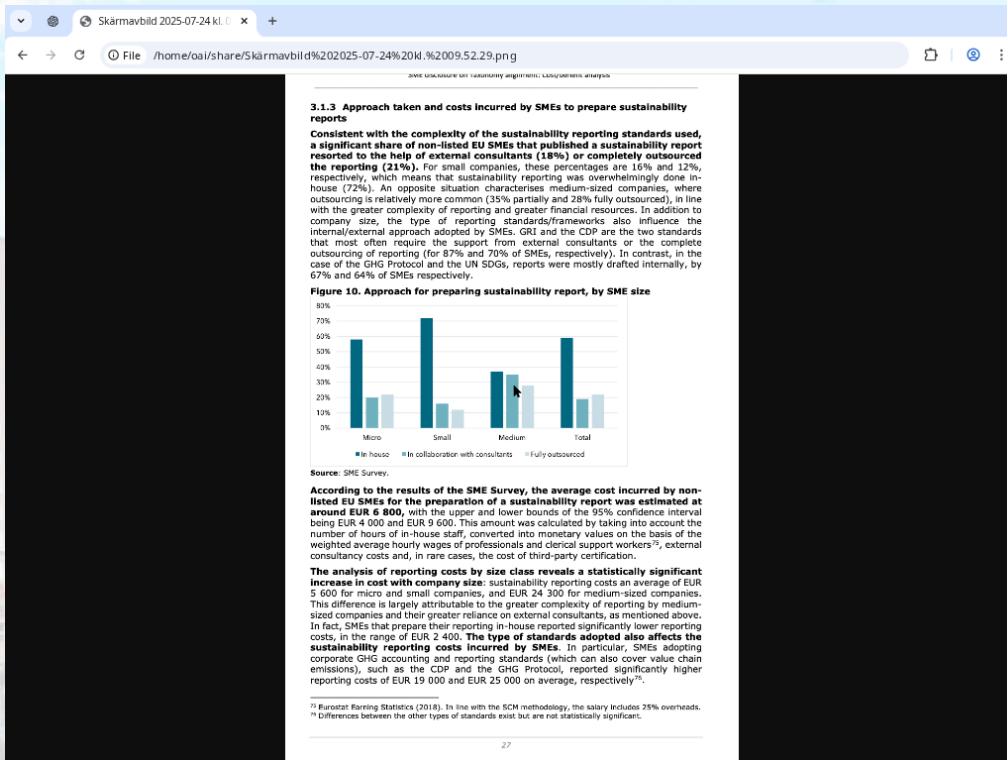 Skärmavbild 2025-07-24 kl. 0
File /home/oai/share/Skärmavbild%202025-07-24%20kl.%2009.52.29.png
SME disclosure on Taxonomy alignment: Cost/benefit analysis
3.1.3 Approach taken and costs incurred by SMEs to prepare sustainability
reports
Consistent with the complexity of the sustainability reporting standards used,
a significant share of non-listed EU SMEs that published a sustainability report
resorted to the help of external consultants (18%) or completely outsourced
the reporting (21%). For small companies, these percentages are 16% and 12%,
respectively, which means that sustainability reporting was overwhelmingly done in-
house (72%). An opposite situation characterises medium-sized companies, where
outsourcing is relatively more common (35% partially and 28% fully outsourced), in line
with the greater complexity of reporting and greater financial resources. In addition to
company size, the type of reporting standards/frameworks also influence the
internal/external approach adopted by SMEs. GRI and the CDP are the two standards
that most often require the support from external consultants or the complete
outsourcing of reporting (for 87% and 70% of SMEs, respectively). In contrast, in the
case of the GHG Protocol and the UN SDGs, reports were mostly drafted internally, by
67% and 64% of SMEs respectively.
Figure 10. Approach for preparing sustainability report, by SME size
80%
70%
60%
50%
40%
30%
20%
10%
0%
Micro Small Medium Total
In house In collaboration with consultants Fully outsourced
Source: SME Survey.
According to the results of the SME Survey, the average cost incurred by non-
listed EU SMEs for the preparation of a sustainability report was estimated at
around EUR 6 800, with the upper and lower bounds of the 95% confidence interval
being EUR 4 000 and EUR 9 600. This amount was calculated by taking into account the
number of hours of in-house staff, converted into monetary values on the basis of the
weighted average hourly wages of professionals and clerical support workers⁷⁵, external
consultancy costs and, in rare cases, the cost of third-party certification.
The analysis of reporting costs by size class reveals a statistically significant
increase in cost with company size: sustainability reporting costs an average of EUR
5 600 for micro and small companies, and EUR 24 300 for medium-sized companies.
This difference is largely attributable to the greater complexity of reporting by medium-
sized companies and their greater reliance on external consultants, as mentioned above.
In fact, SMEs that prepare their reporting in-house reported significantly lower reporting
costs, in the range of EUR 2 400. The type of standards adopted also affects the
sustainability reporting costs incurred by SMEs. In particular, SMEs adopting
corporate GHG accounting and reporting standards (which can also cover value chain
emissions), such as the CDP and the GHG Protocol, reported significantly higher
reporting costs of EUR 19 000 and EUR 25 000 on average, respectively⁷⁶.
⁷⁵ Eurostat Earning Statistics (2018). In line with the SCM methodology, the salary includes 25% overheads.
⁷⁶ Differences between the other types of standards exist but are not statistically significant.
27